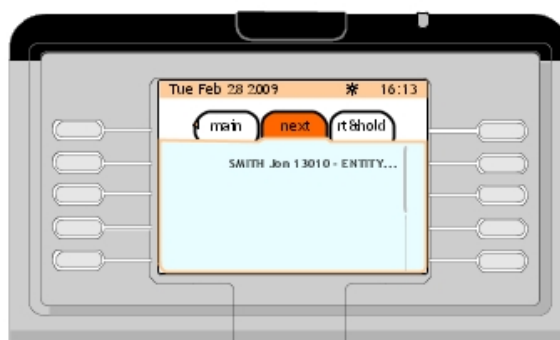 Tue Feb 28 2009 16:13
main next rt&hold
SMITH Jon 13010 - ENTITY...